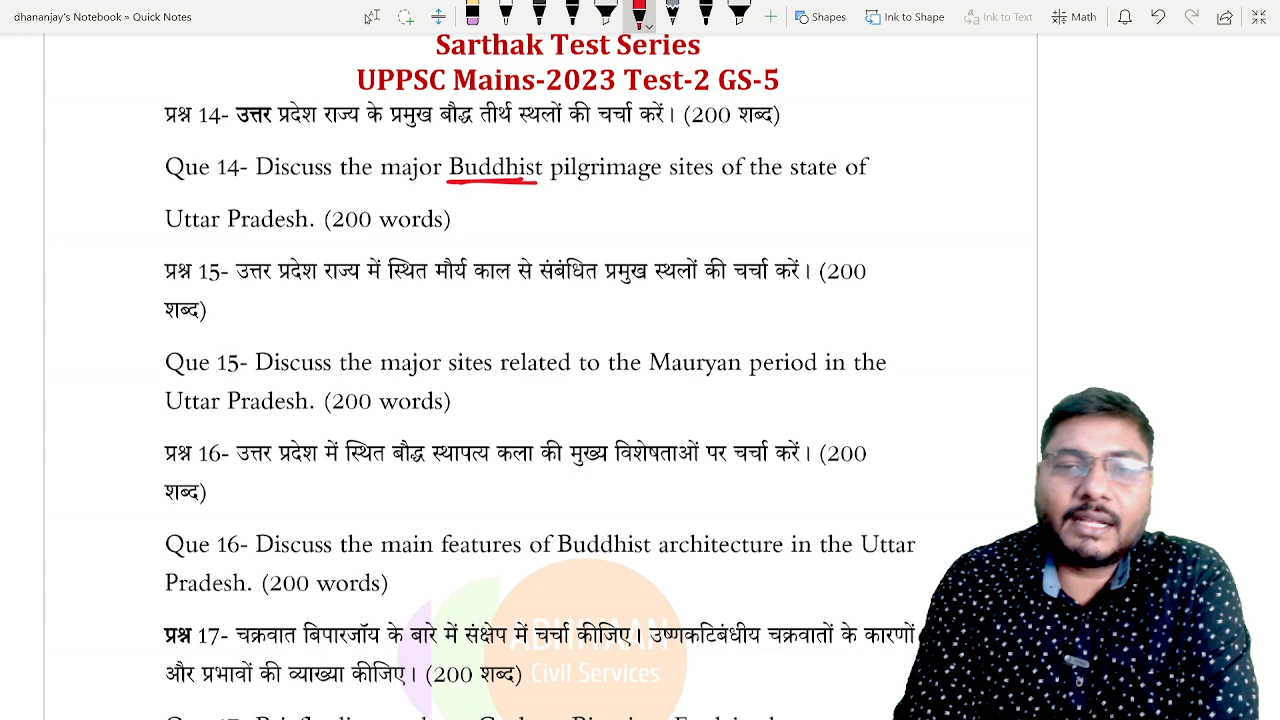 dhananjay's Notebook » Quick Notes
Shapes
Ink to Shape
Ink to Text
Math
Sarthak Test Series
UPPSC Mains-2023 Test-2 GS-5
प्रश्न 14- उत्तर प्रदेश राज्य के प्रमुख बौद्ध तीर्थ स्थलों की चर्चा करें। (200 शब्द)
Que 14- Discuss the major Buddhist pilgrimage sites of the state of
Uttar Pradesh. (200 words)
प्रश्न 15- उत्तर प्रदेश राज्य में स्थित मौर्य काल से संबंधित प्रमुख स्थलों की चर्चा करें। (200
शब्द)
Que 15- Discuss the major sites related to the Mauryan period in the
Uttar Pradesh. (200 words)
प्रश्न 16- उत्तर प्रदेश में स्थित बौद्ध स्थापत्य कला की मुख्य विशेषताओं पर चर्चा करें। (200
शब्द)
Que 16- Discuss the main features of Buddhist architecture in the Uttar
Pradesh. (200 words)
प्रश्न 17- चक्रवात बिपारजॉय के बारे में संक्षेप में चर्चा कीजिए। उष्णकटिबंधीय चक्रवातों के कारणों
और प्रभावों की व्याख्या कीजिए। (200 शब्द)
Civil Services